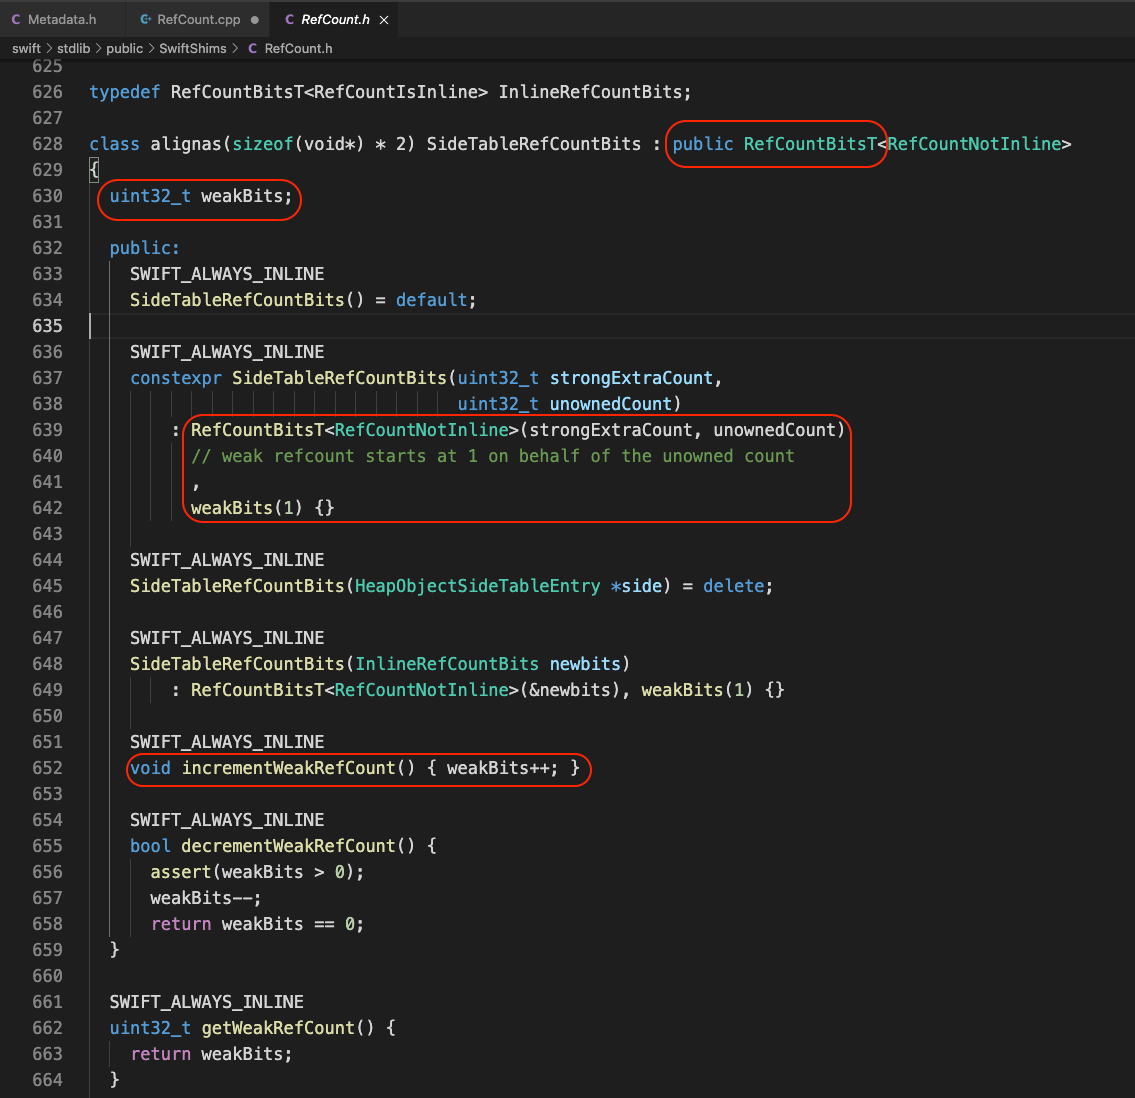 C Metadata.h
C+ RefCount.cpp ●
C RefCount.h ×
swift > stdlib > public > SwiftShims > C RefCount.h
625
626 typedef RefCountBitsT<RefCountIsInline> InlineRefCountBits;
627
628 class alignas(sizeof(void*) * 2) SideTableRefCountBits : public RefCountBitsT<RefCountNotInline>
629 {
630 uint32_t weakBits;
631
632 public:
633 SWIFT_ALWAYS_INLINE
634 SideTableRefCountBits() = default;
635
636 SWIFT_ALWAYS_INLINE
637 constexpr SideTableRefCountBits(uint32_t strongExtraCount,
638 uint32_t unownedCount)
639 : RefCountBitsT<RefCountNotInline>(strongExtraCount, unownedCount)
640 // weak refcount starts at 1 on behalf of the unowned count
641 ,
642 weakBits(1) {}
643
644 SWIFT_ALWAYS_INLINE
645 SideTableRefCountBits(HeapObjectSideTableEntry *side) = delete;
646
647 SWIFT_ALWAYS_INLINE
648 SideTableRefCountBits(InlineRefCountBits newbits)
649 : RefCountBitsT<RefCountNotInline>(&newbits), weakBits(1) {}
650
651 SWIFT_ALWAYS_INLINE
652 void incrementWeakRefCount() { weakBits++; }
653
654 SWIFT_ALWAYS_INLINE
655 bool decrementWeakRefCount() {
656 assert(weakBits > 0);
657 weakBits--;
658 return weakBits == 0;
659 }
660
661 SWIFT_ALWAYS_INLINE
662 uint32_t getWeakRefCount() {
663 return weakBits;
664 }